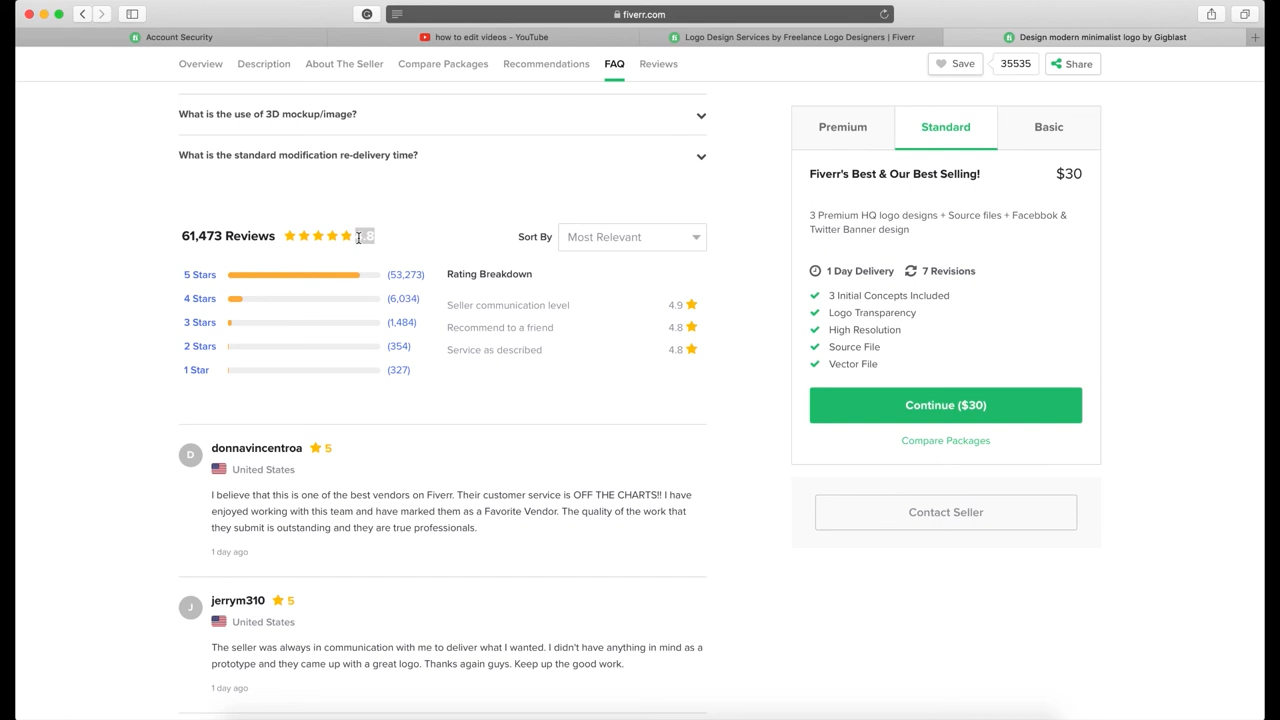 fiverr.com
Account Security
how to edit videos - YouTube
Logo Design Services by Freelance Logo Designers | Fiverr
Design modern minimalist logo by Gigblast
Overview
Description
About The Seller
Compare Packages
Recommendations
FAQ
Reviews
Save
35535
Share
What is the use of 3D mockup/image?
What is the standard modification re-delivery time?
61,473 Reviews
Sort By
Most Relevant
5 Stars (53,273)
4 Stars (6,034)
3 Stars (1,484)
2 Stars (354)
1 Star (327)
Rating Breakdown
Seller communication level 4.9
Recommend to a friend 4.8
Service as described 4.8
D
donnavincentroa 5
United States
I believe that this is one of the best vendors on Fiverr. Their customer service is OFF THE CHARTS!! I have
enjoyed working with this team and have marked them as a Favorite Vendor. The quality of the work that
they submit is outstanding and they are true professionals.
1 day ago
J
jerrym310 5
United States
The seller was always in communication with me to deliver what I wanted. I didn't have anything in mind as a
prototype and they came up with a great logo. Thanks again guys. Keep up the good work.
1 day ago
Premium
Standard
Basic
Fiverr's Best & Our Best Selling! $30
3 Premium HQ logo designs + Source files + Facebbok &
Twitter Banner design
1 Day Delivery
7 Revisions
3 Initial Concepts Included
Logo Transparency
High Resolution
Source File
Vector File
Continue ($30)
Compare Packages
Contact Seller